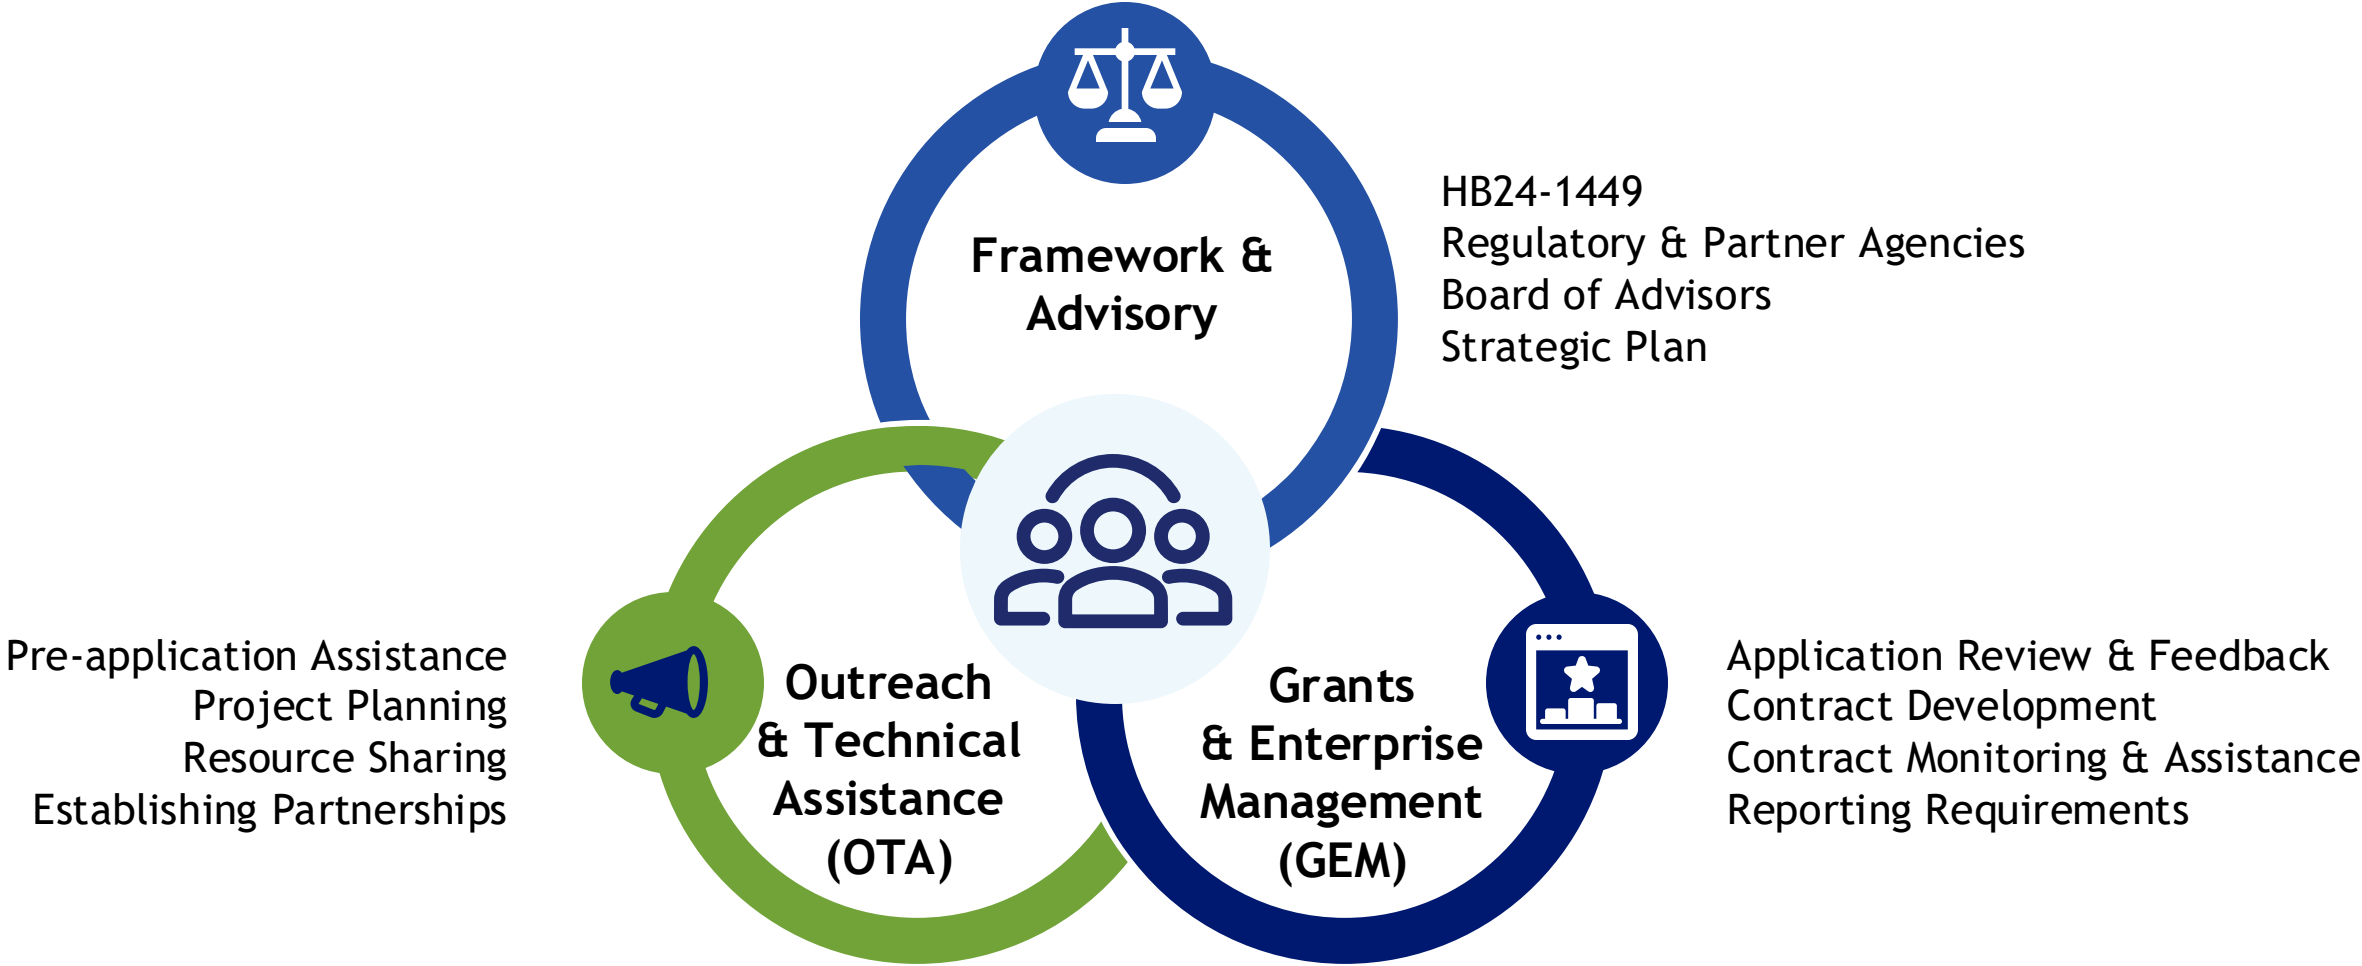 Framework &
Advisory
HB24-1449
Regulatory & Partner Agencies
Board of Advisors
Strategic Plan
Pre-application Assistance
Project Planning
Resource Sharing
Establishing Partnerships
Outreach
& Technical
Assistance
(OTA)
Grants
& Enterprise
Management
(GEM)
Application Review & Feedback
Contract Development
Contract Monitoring & Assistance
Reporting Requirements